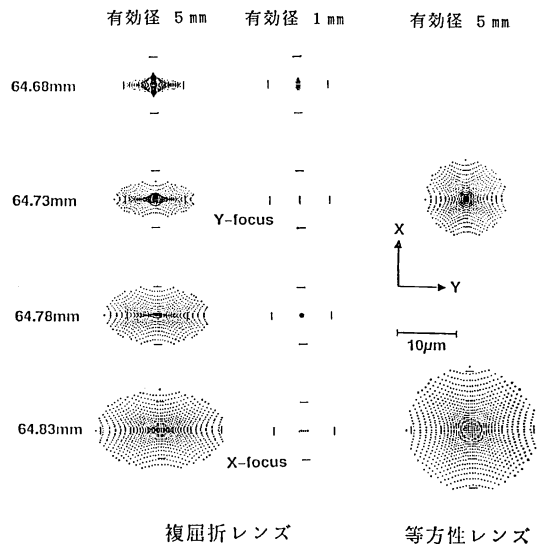 有効径 5 mm 有効径 1 mm 有効径 5 mm
64.68mm
64.73mm
Y-focus
X
Y
64.78mm
10μm
64.83mm
X-focus
複屈折レンズ 等方性レンズ